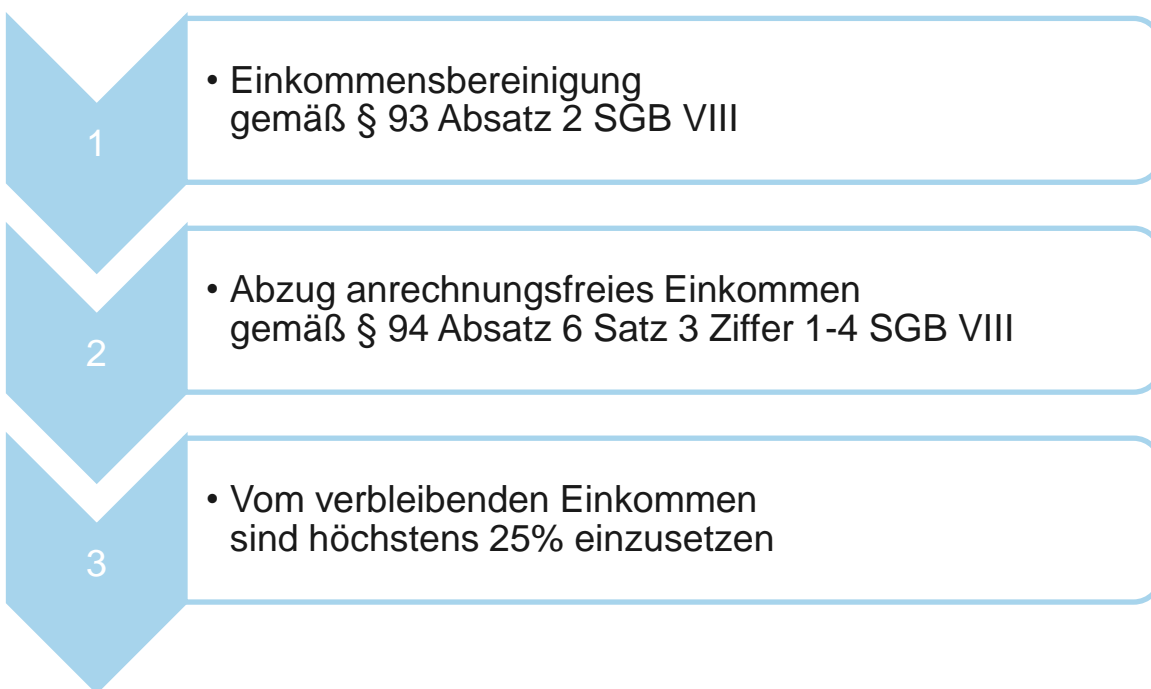 1
• Einkommensbereinigung
gemäß § 93 Absatz 2 SGB VIII
2
• Abzug anrechnungsfreies Einkommen
gemäß § 94 Absatz 6 Satz 3 Ziffer 1-4 SGB VIII
3
• Vom verbleibenden Einkommen
sind höchstens 25% einzusetzen